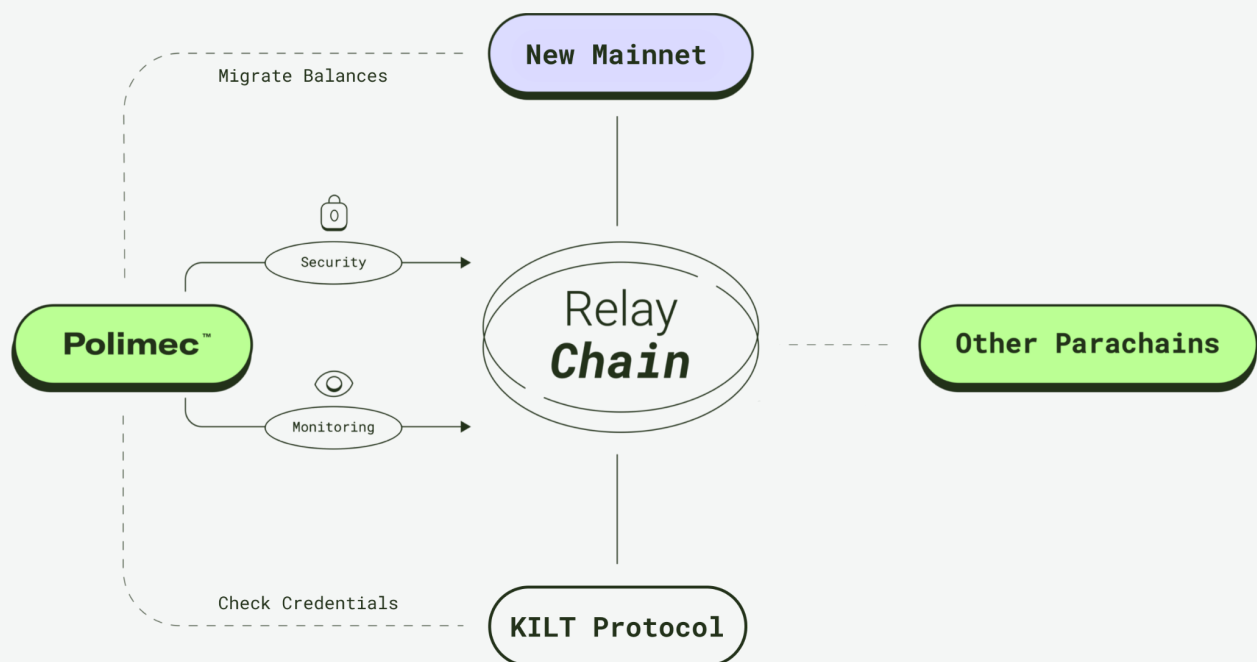 New Mainnet
Migrate Balances
Security
Relay
Chain
Polimec™
Other Parachains
Monitoring
Check Credentials
KILT Protocol